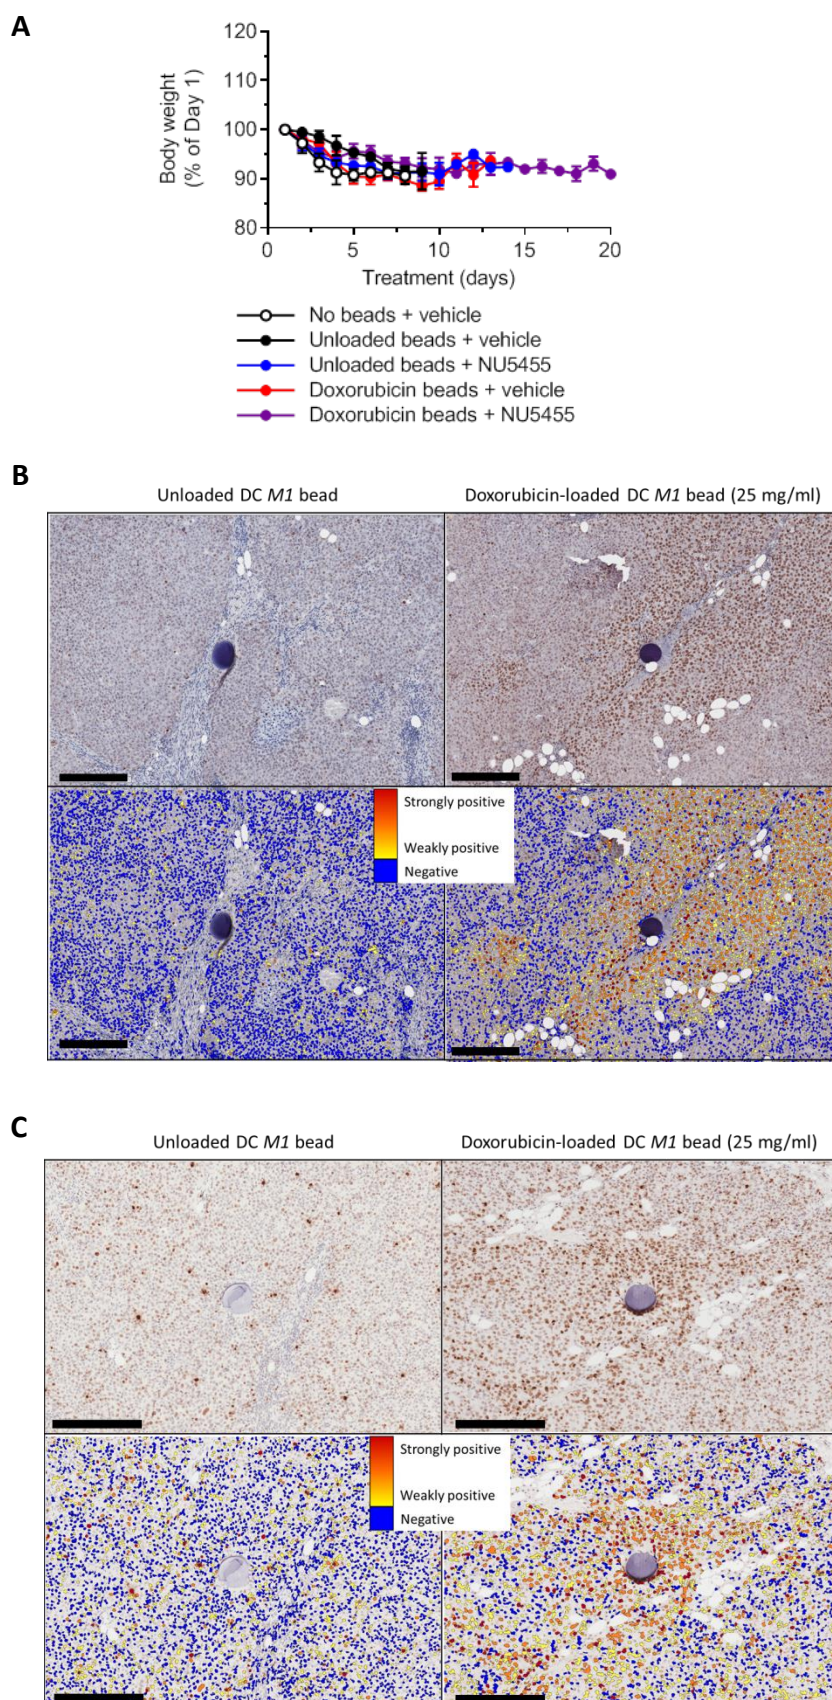 A
120
110
100
90
80
Body weight
(% of Day 1)
0 5 10 15 20
Treatment (days)
No beads + vehicle
Unloaded beads + vehicle
Unloaded beads + NU5455
Doxorubicin beads + vehicle
Doxorubicin beads + NU5455
B
Unloaded DC M1 bead Doxorubicin-loaded DC M1 bead (25 mg/ml)
Strongly positive
Weakly positive
Negative
C
Unloaded DC M1 bead Doxorubicin-loaded DC M1 bead (25 mg/ml)
Strongly positive
Weakly positive
Negative